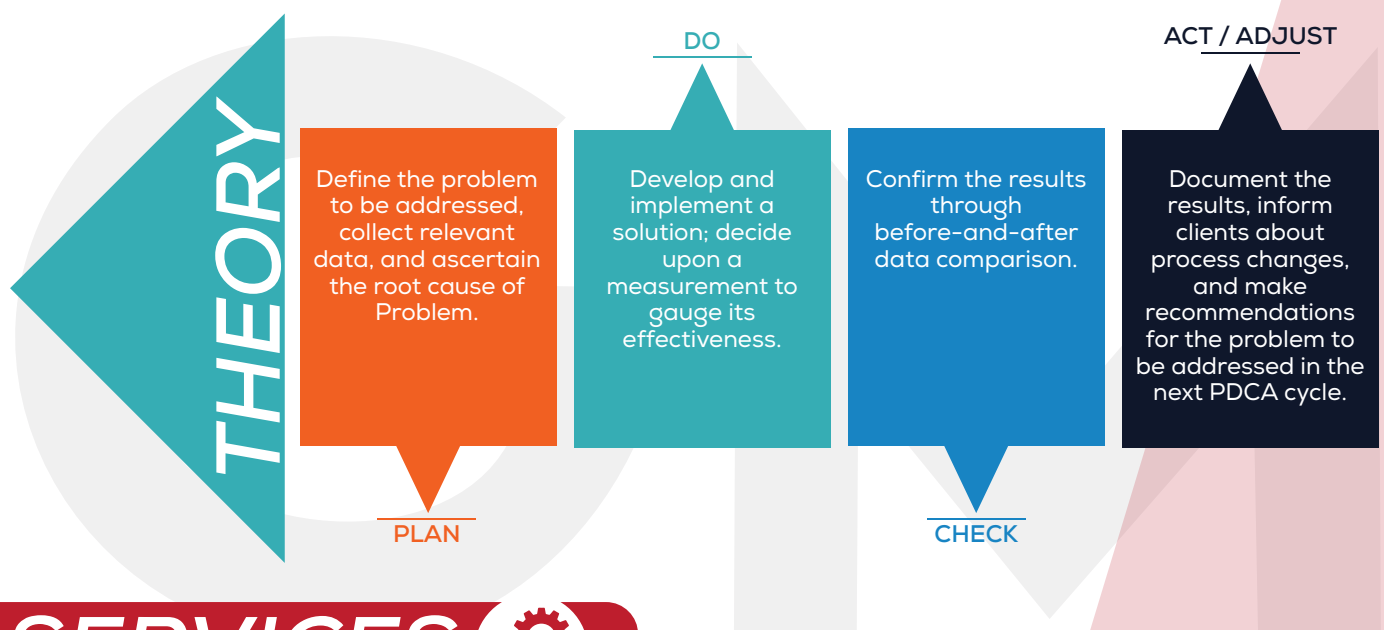 THEORY
Define the problem
to be addressed,
collect relevant
data, and ascertain
the root cause of
Problem.
PLAN
DO
Develop and
implement a
solution; decide
upon a
measurement to
gauge its
effectiveness.
Confirm the results
through
before-and-after
data comparison.
CHECK
ACT / ADJUST
Document the
results, inform
clients about
process changes,
and make
recommendations
for the problem to
be addressed in the
next PDCA cycle.
SERVICES